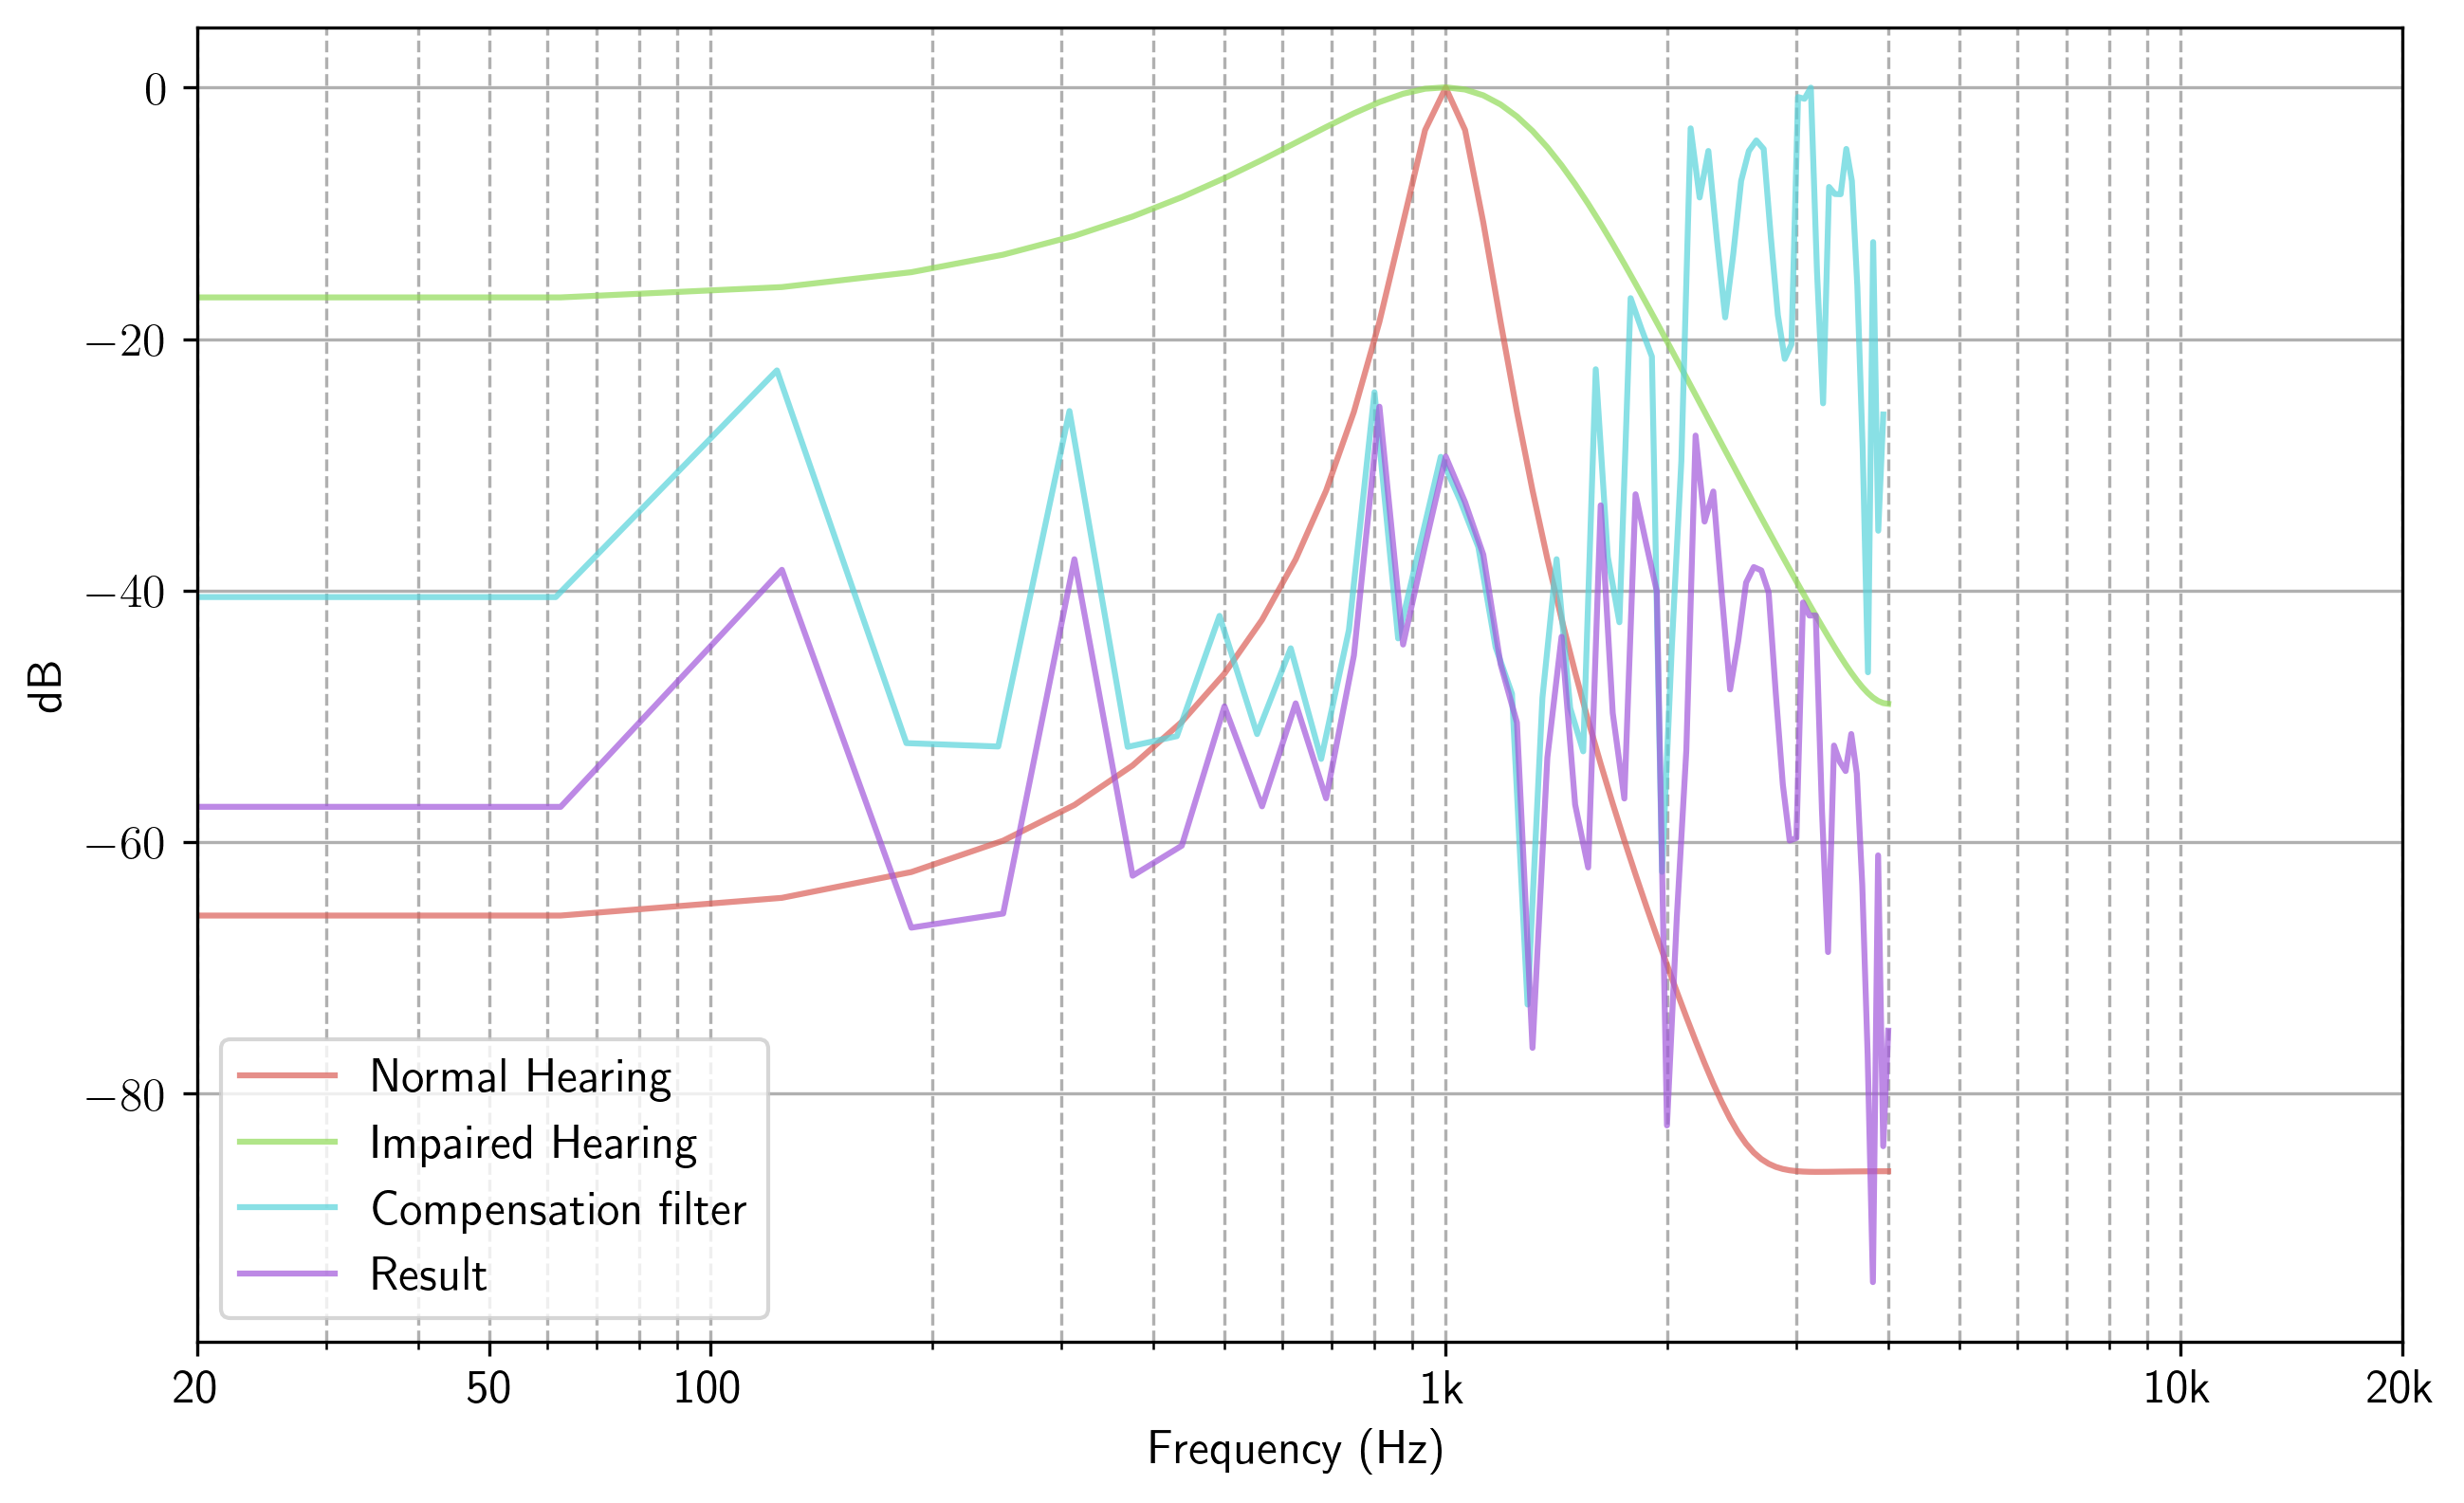 0
−20
−40
−60
−80
dB
Normal Hearing
Impaired Hearing
Compensation filter
Result
20 50 100 1k 10k 20k
Frequency (Hz)